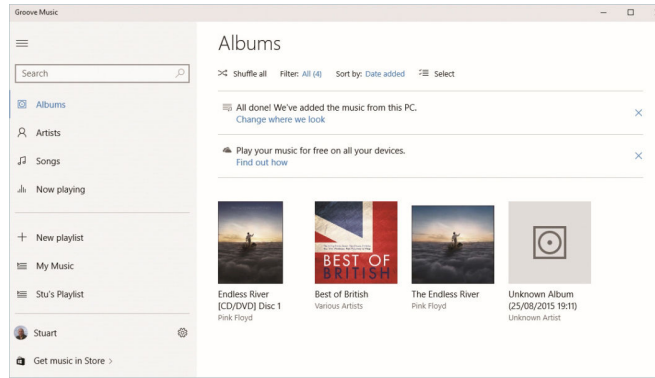 Groove Music
Albums
Search
Shuffle all Filter: All (4) Sort by: Date added Select
Albums
All done! We've added the music from this PC.
Change where we look
Artists
Play your music for free on all your devices.
Find out how
Songs
Now playing
New playlist
My Music
Stu's Playlist
BEST OF
BRITISH
Endless River
[CD/DVD] Disc 1
Pink Floyd
Best of British
Various Artists
The Endless River
Pink Floyd
Unknown Album
(25/08/2015 19:11)
Unknown Artist
Stuart
Get music in Store >